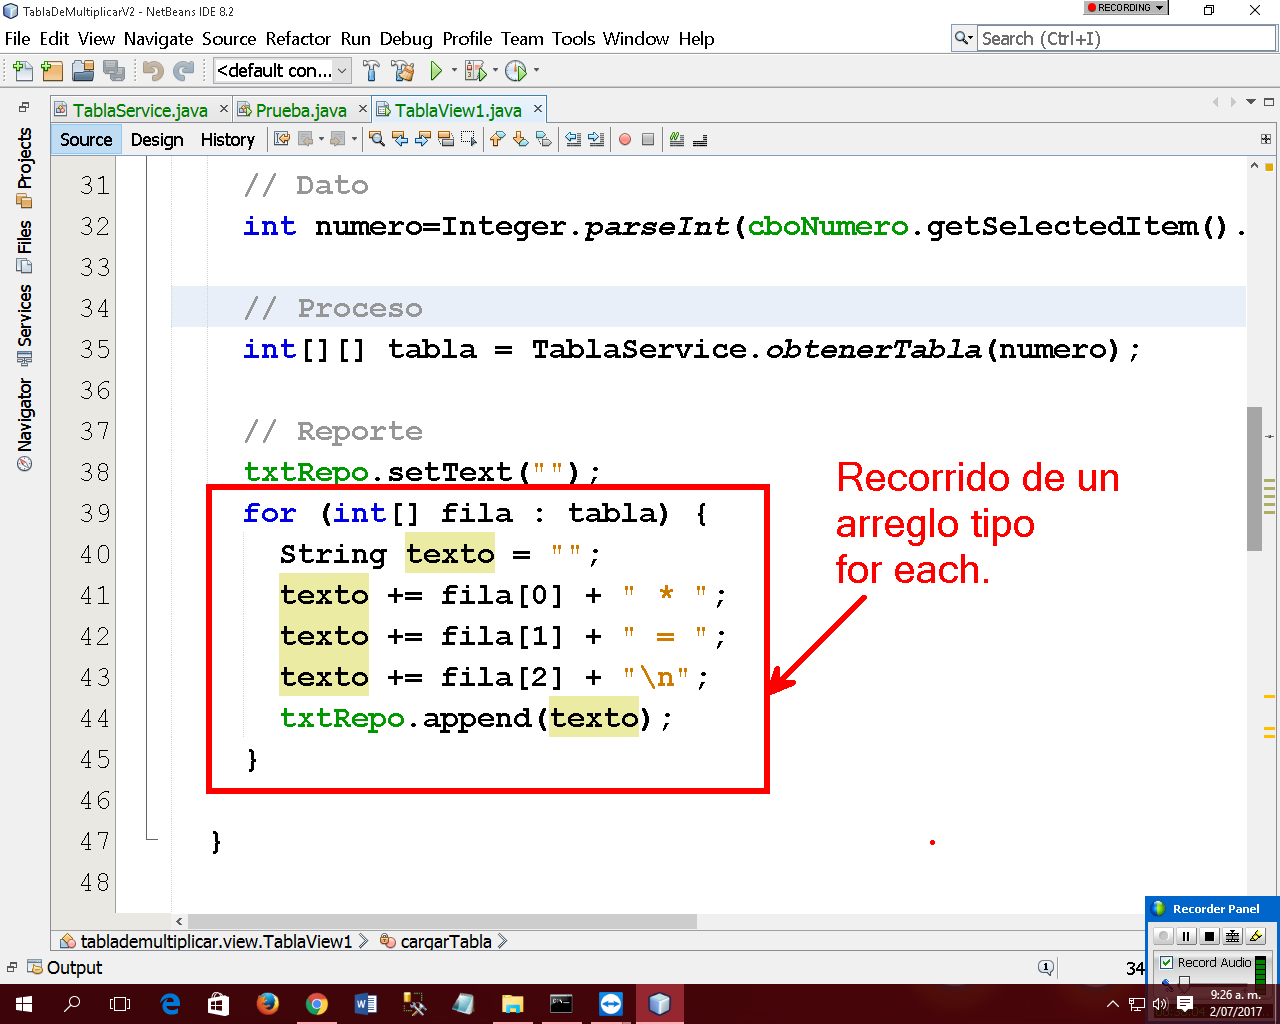 TablaDeMultiplicarV2 - NetBeans IDE 8.2
RECORDING
File Edit View Navigate Source Refactor Run Debug Profile Team Tools Window Help
Search (Ctrl+I)
<default con...
TablaService.java
Prueba.java
TablaView1.java
Source Design History
Projects
Files
Services
Navigator
31 // Dato
32 int numero=Integer.parseInt(cboNumero.getSelectedItem().
33
34 // Proceso
35 int[][] tabla = TablaService.obtenerTabla(numero);
36
37 // Reporte
38 txtRepo.setText("");
39 for (int[] fila : tabla) {
40 String texto = "";
41 texto += fila[0] + " * ";
42 texto += fila[1] + " = ";
43 texto += fila[2] + "\n";
44 txtRepo.append(texto);
45 }
46
47 }
48
Recorrido de un
arreglo tipo
for each.
tablademultiplicar.view.TablaView1
cargarTabla
Output
1
34
Recorder Panel
Record Audio
9:26 a. m.
2/07/2017